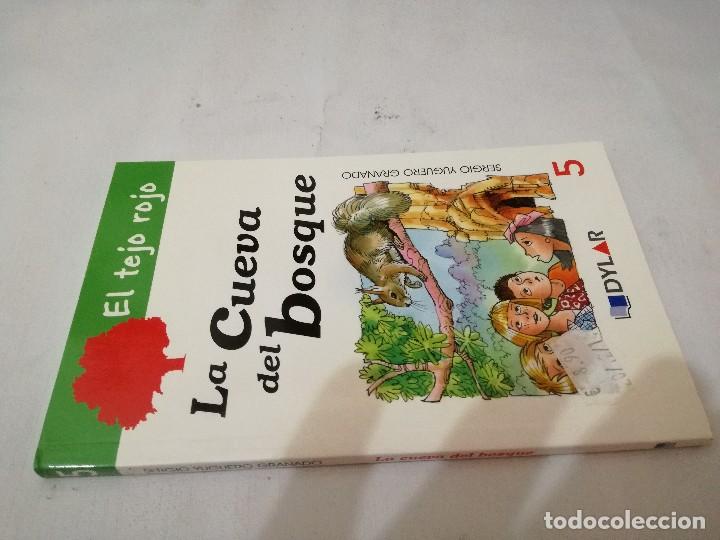 El tejo rojo
La Cueva
del bosque
SERGIO YUGUERO GRANADO
5
DYLAR
SERGIO YUGUERO GRANADO
La cueva del bosque
todocoleccion.net